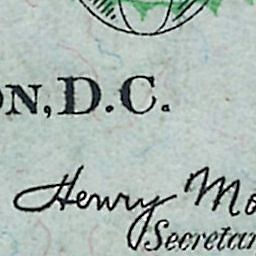 ON, D.C.
Henry Mo
Secretar